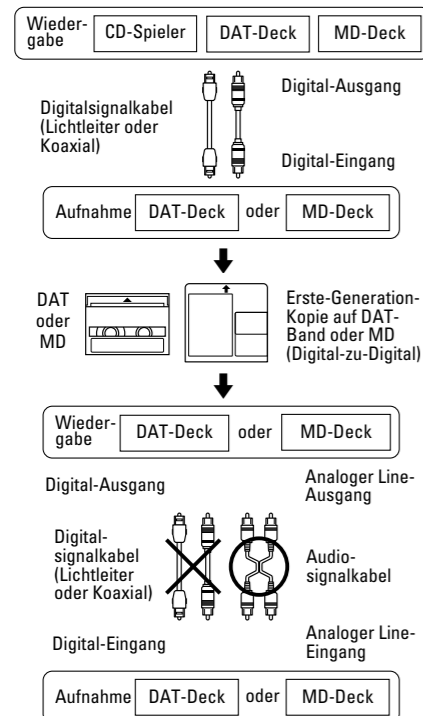 Wieder-
gabe
CD-Spieler
DAT-Deck
MD-Deck
Digitalsignalkabel
(Lichtleiter oder
Koaxial)
Digital-Ausgang
Digital-Eingang
Aufnahme DAT-Deck oder MD-Deck
DAT
oder
MD
Erste-Generation-
Kopie auf DAT-
Band oder MD
(Digital-zu-Digital)
Wieder-
gabe
DAT-Deck oder MD-Deck
Digital-Ausgang
Analoger Line-
Ausgang
Digital-
signalkabel
(Lichtleiter
oder Koaxial)
Audio-
signalkabel
Digital-Eingang
Analoger Line-
Eingang
Aufnahme DAT-Deck oder MD-Deck